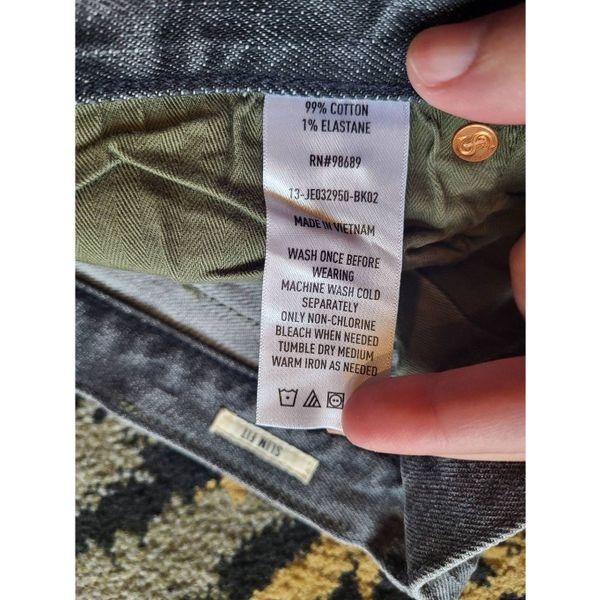 99% COTTON
1% ELASTANE
RN#98689
13-JE032950-BK02
MADE IN VIETNAM
WASH ONCE BEFORE
WEARING
MACHINE WASH COLD
SEPARATELY
ONLY NON-CHLORINE
BLEACH WHEN NEEDED
TUMBLE DRY MEDIUM
WARM IRON AS NEEDED
SLIM FIT